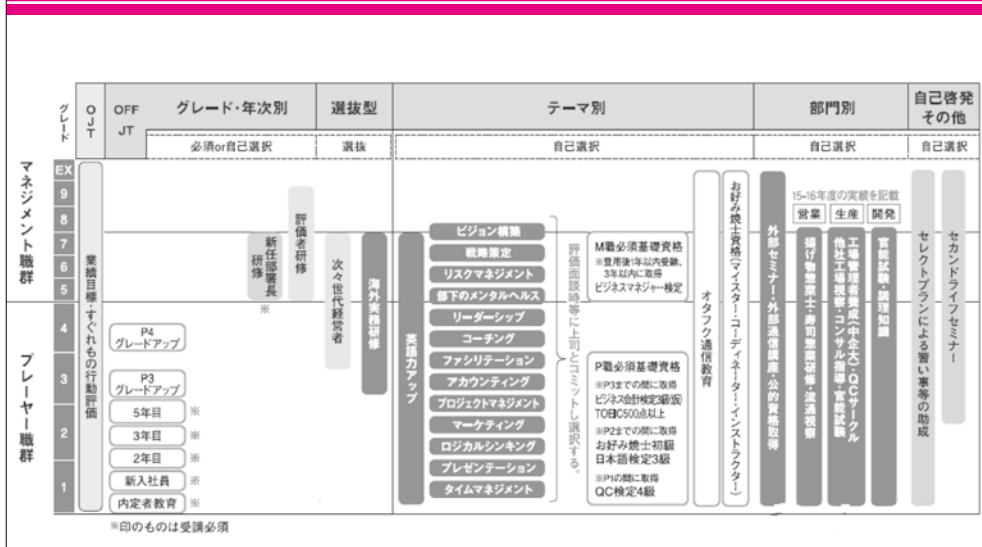 グレード
OJT
OFF
JT
グレード・年次別
選抜型
テーマ別
部門別
自己啓発
その他
必須or自己選択
選抜
自己選択
自己選択
自己選択
マネジメント職群
プレーヤー職群
EX
9
8
7
6
5
4
3
2
1
業績目標・すぐれもの行動評価
P4
グレードアップ
P3
グレードアップ
5年目 ※
3年目 ※
2年目 ※
新入社員 ※
内定者教育 ※
新任部署長
研修
※
評価者研修
次々世代経営者
海外実務研修
英語力アップ
ビジョン構築
戦略策定
リスクマネジメント
部下のメンタルヘルス
リーダーシップ
コーチング
ファシリテーション
アカウンティング
プロジェクトマネジメント
マーケティング
ロジカルシンキング
プレゼンテーション
タイムマネジメント
評価面談時等に上司とコミットし選択する。
M職必須基礎資格
※登用後1年以内受験、
3年以内に取得
ビジネスマネジャー検定
P職必須基礎資格
※P3までの間に取得
ビジネス会計検定3級(仮)
TOEIC500点以上
※P2までの間に取得
お好み焼士初級
日本語検定3級
※P1の間に取得
QC検定4級
オタフク通信教育
お好み焼士資格(マイスター・コーディネーター・インストラクター)
外部セミナー・外部通信講座・公的資格取得
15-16年度の実績を記載
営業
生産
開発
揚げ物惣菜士・寿司惣菜研修・流通視察
工場管理者養成(中企大)・QCサークル
他社工場視察・コンサル指導・官能試験
官能試験・調理知識
セレクトプランによる習い事等の助成
セカンドライフセミナー
※印のものは受講必須